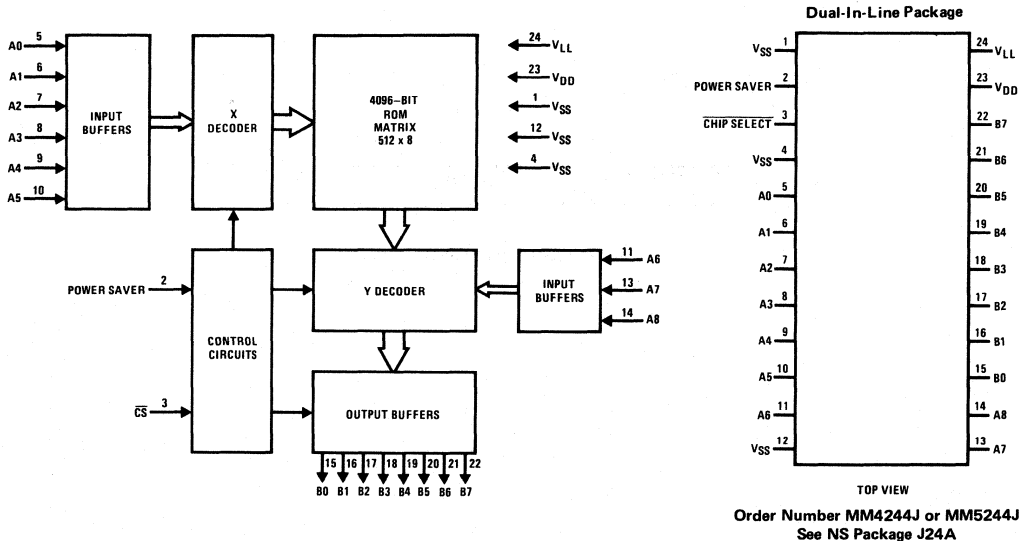 Dual-In-Line Package
A0 5
A1 6
A2 7
A3 8
A4 9
A5 10
INPUT
BUFFERS
X
DECODER
4096–BIT
ROM
MATRIX
512 x 8
24 VLL
23 VDD
1 VSS
12 VSS
4 VSS
POWER SAVER 2
CS 3
CONTROL
CIRCUITS
Y DECODER
INPUT
BUFFERS
11 A6
13 A7
14 A8
OUTPUT BUFFERS
15 16 17 18 19 20 21 22
B0 B1 B2 B3 B4 B5 B6 B7
VSS 1
POWER SAVER 2
CHIP SELECT 3
VSS 4
A0 5
A1 6
A2 7
A3 8
A4 9
A5 10
A6 11
VSS 12
24 VLL
23 VDD
22 B7
21 B6
20 B5
19 B4
18 B3
17 B2
16 B1
15 B0
14 A8
13 A7
TOP VIEW
Order Number MM4244J or MM5244J
See NS Package J24A